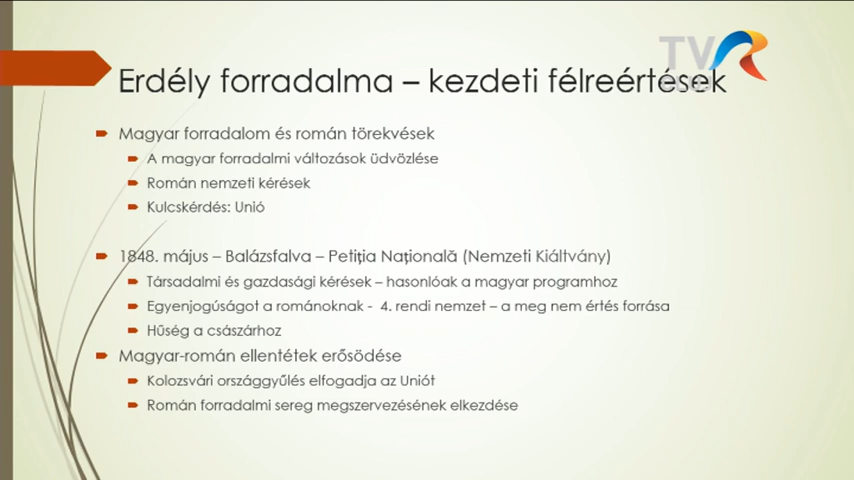 TVR
Erdély forradalma – kezdeti félreértések
Magyar forradalom és román törekvések
A magyar forradalmi változások üdvözlése
Román nemzeti kérések
Kulcskérdés: Unió
1848. május – Balázsfalva – Petiţia Naţională (Nemzeti Kiáltvány)
Társadalmi és gazdasági kérések – hasonlóak a magyar programhoz
Egyenjogúságot a románoknak - 4. rendi nemzet – a meg nem értés forrása
Hűség a császárhoz
Magyar-román ellentétek erősödése
Kolozsvári országgyűlés elfogadja az Uniót
Román forradalmi sereg megszervezésének elkezdése